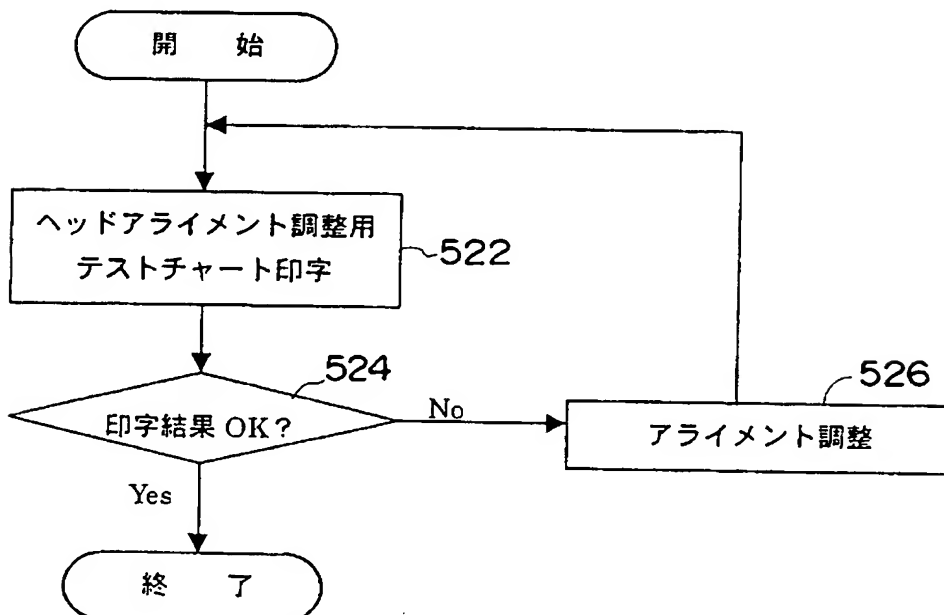 開 始
ヘッドアライメント調整用
テストチャート印字
522
524
印字結果 OK?
No
526
アライメント調整
Yes
終 了